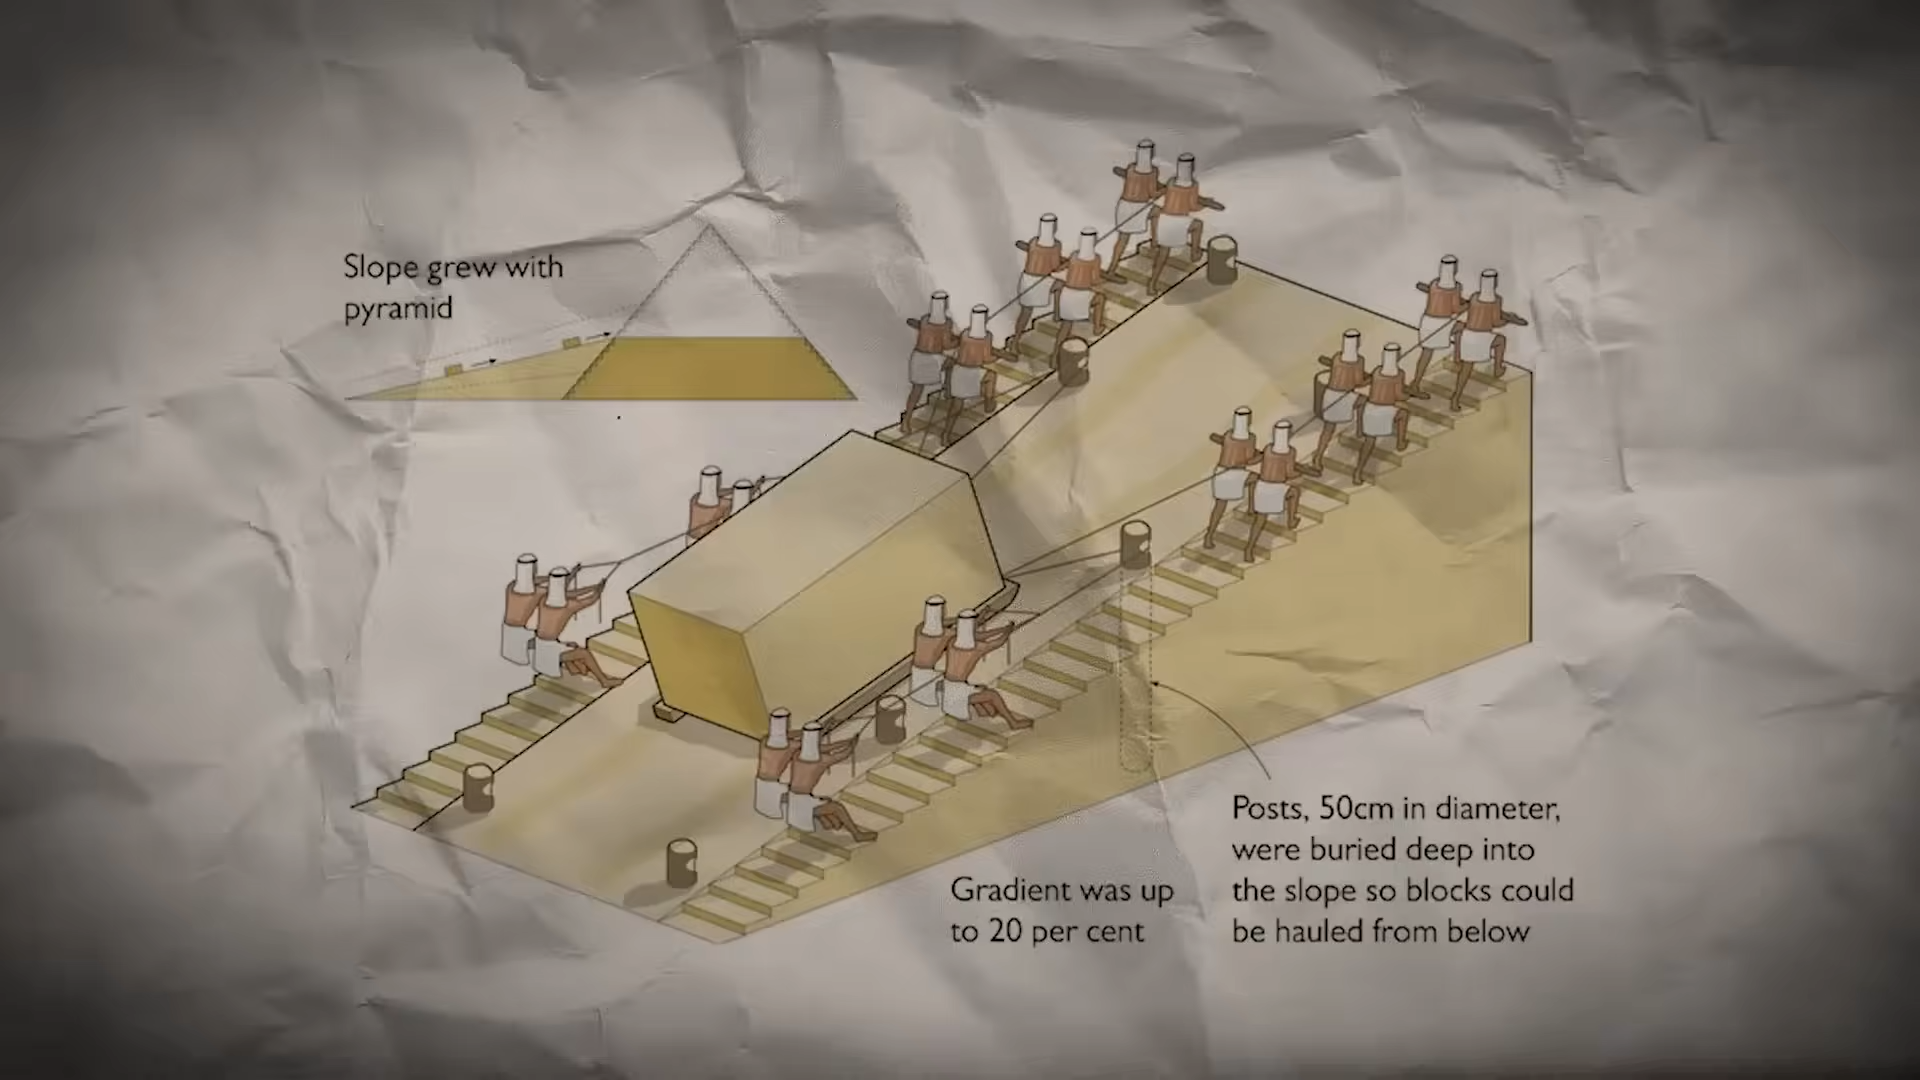 Slope grew with
pyramid
Gradient was up
to 20 per cent
Posts, 50cm in diameter,
were buried deep into
the slope so blocks could
be hauled from below